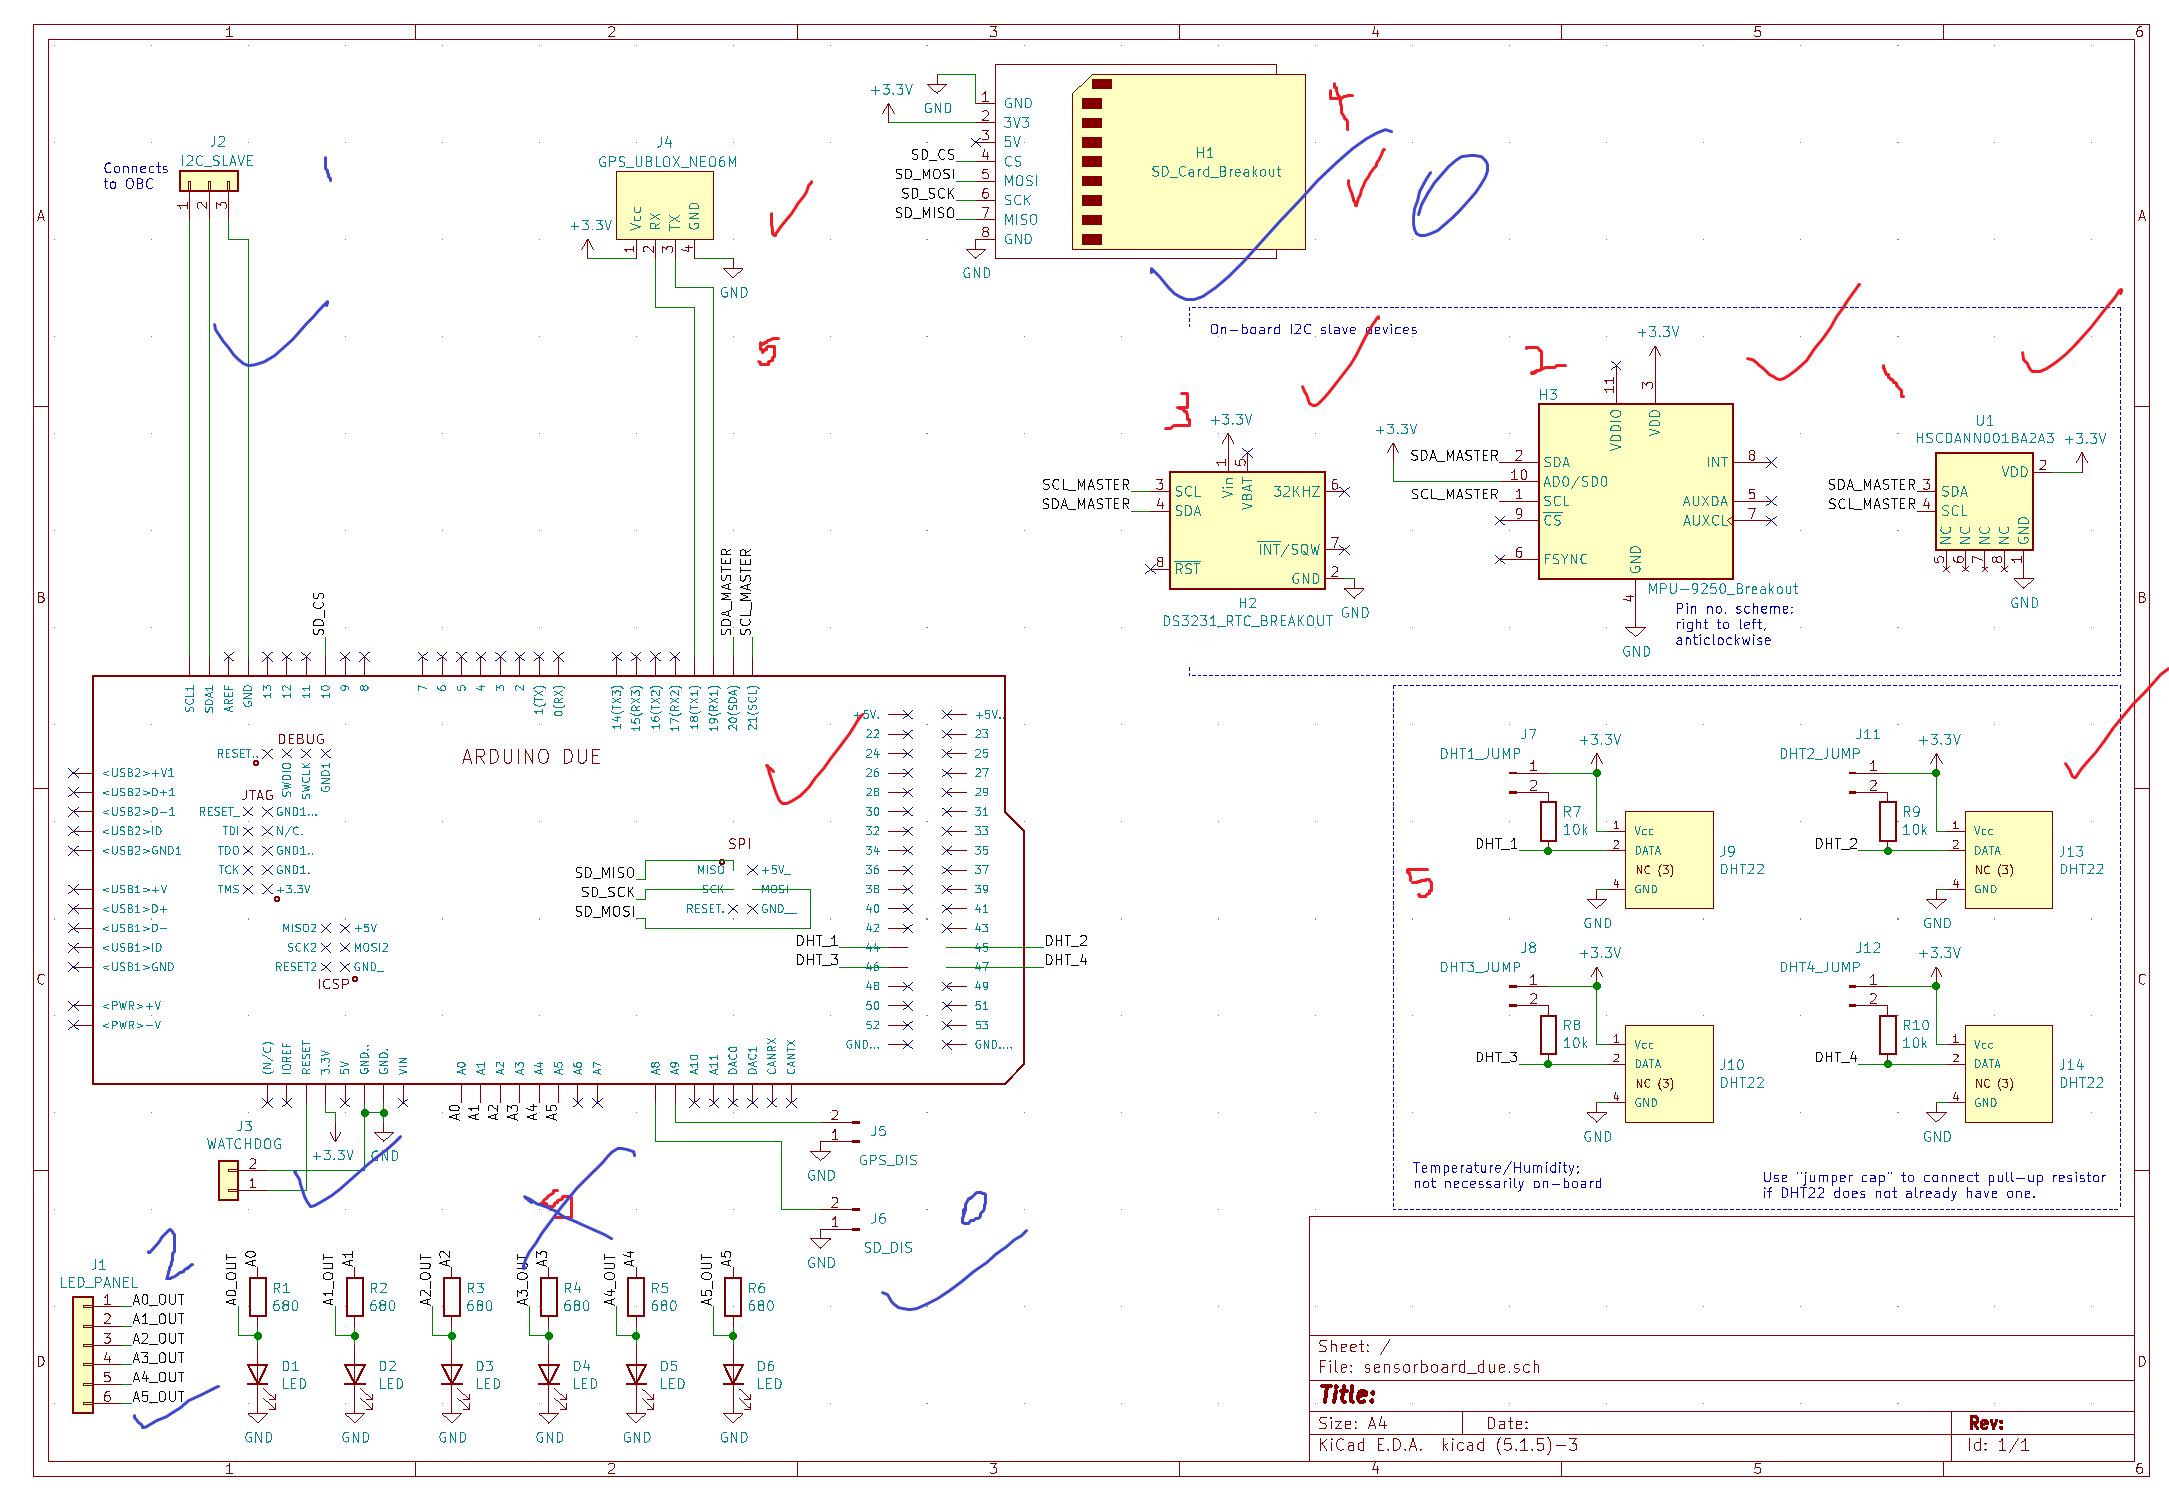 1 2 3 4 5 6
A
B
C
D
J2
I2C_SLAVE
Connects
to OBC
1 2 3
1
J4
GPS_UBLOX_NEO6M
+3.3V
Vcc RX TX GND
1 2 3 4
GND
5
+3.3V
GND
1 GND
2 3V3
3 5V
SD_CS 4 CS
SD_MOSI 5 MOSI
SD_SCK 6 SCK
SD_MISO 7 MISO
8 GND
GND
H1
SD_Card_Breakout
4
0
On-board I2C slave devices
3
+3.3V
1 5
Vin VBAT
SCL_MASTER 3 SCL
SDA_MASTER 4 SDA
8 RST
32KHZ 6
INT/SQW 7
GND 2
GND
H2
DS3231_RTC_BREAKOUT
2
+3.3V
H3
11 3
VDDIO VDD
+3.3V
SDA_MASTER 2 SDA
10 AD0/SD0
SCL_MASTER 1 SCL
9 CS
6 FSYNC
INT 8
AUXDA 5
AUXCL 7
GND
4
GND
MPU-9250_Breakout
Pin no. scheme:
right to left,
anticlockwise
1
U1
HSCDANN001BA2A3 +3.3V
VDD 2
SDA_MASTER 3 SDA
SCL_MASTER 4 SCL
NC NC NC NC GND
5 6 7 8 1
GND
SD_CS
SDA_MASTER
SCL_MASTER
SCL1 SDA1 AREF GND 13 12 11 10 9 8 7 6 5 4 3 2 1(TX) 0(RX) 14(TX3) 15(RX3) 16(TX2) 17(RX2) 18(TX1) 19(RX1) 20(SDA) 21(SCL)
ARDUINO DUE
DEBUG
RESET..
SWDIO SWCLK GND1
JTAG
RESET_ GND1...
TDI N/C.
TDO GND1..
TCK GND1.
TMS +3.3V
<USB2>+V1
<USB2>D+1
<USB2>D-1
<USB2>ID
<USB2>GND1
<USB1>+V
<USB1>D+
<USB1>D-
<USB1>ID
<USB1>GND
<PWR>+V
<PWR>-V
MISO2 +5V
SCK2 MOSI2
RESET2 GND_
ICSP
SPI
SD_MISO
SD_SCK
SD_MOSI
MISO +5V_
SCK MOSI
RESET. GND__
+5V. +5V..
22 23
24 25
26 27
28 29
30 31
32 33
34 35
36 37
38 39
40 41
42 43
DHT_1 44 45 DHT_2
DHT_3 46 47 DHT_4
48 49
50 51
52 53
GND... GND....
(N/C) IOREF RESET 3.3V 5V GND.. GND. VIN A0 A1 A2 A3 A4 A5 A6 A7 A8 A9 A10 A11 DAC0 DAC1 CANRX CANTX
A0 A1 A2 A3 A4 A5
J3
WATCHDOG
2
1
+3.3V
GND
2
1
GND
J5
GPS_DIS
2
1
GND
J6
SD_DIS
0
2
J1
LED_PANEL
1 A0_OUT
2 A1_OUT
3 A2_OUT
4 A3_OUT
5 A4_OUT
6 A5_OUT
A0_OUT A0 A1_OUT A1 A2_OUT A2 A3_OUT A3 A4_OUT A4 A5_OUT A5
R1 R2 R3 R4 R5 R6
680 680 680 680 680 680
D1 D2 D3 D4 D5 D6
LED LED LED LED LED LED
GND GND GND GND GND GND
5
J7
DHT1_JUMP
+3.3V
1
2
R7
10k
DHT_1
1 Vcc
2 DATA
NC (3)
4 GND
GND
J9
DHT22
J11
DHT2_JUMP
+3.3V
1
2
R9
10k
DHT_2
1 Vcc
2 DATA
NC (3)
4 GND
GND
J13
DHT22
J8
DHT3_JUMP
+3.3V
1
2
R8
10k
DHT_3
1 Vcc
2 DATA
NC (3)
4 GND
GND
J10
DHT22
J12
DHT4_JUMP
+3.3V
1
2
R10
10k
DHT_4
1 Vcc
2 DATA
NC (3)
4 GND
GND
J14
DHT22
Temperature/Humidity;
not necessarily on-board
Use "jumper cap" to connect pull-up resistor
if DHT22 does not already have one.
Sheet: /
File: sensorboard_due.sch
Title:
Size: A4 Date: Rev:
KiCad E.D.A. kicad (5.1.5)-3 Id: 1/1
A
B
C
D
1 2 3 4 5 6